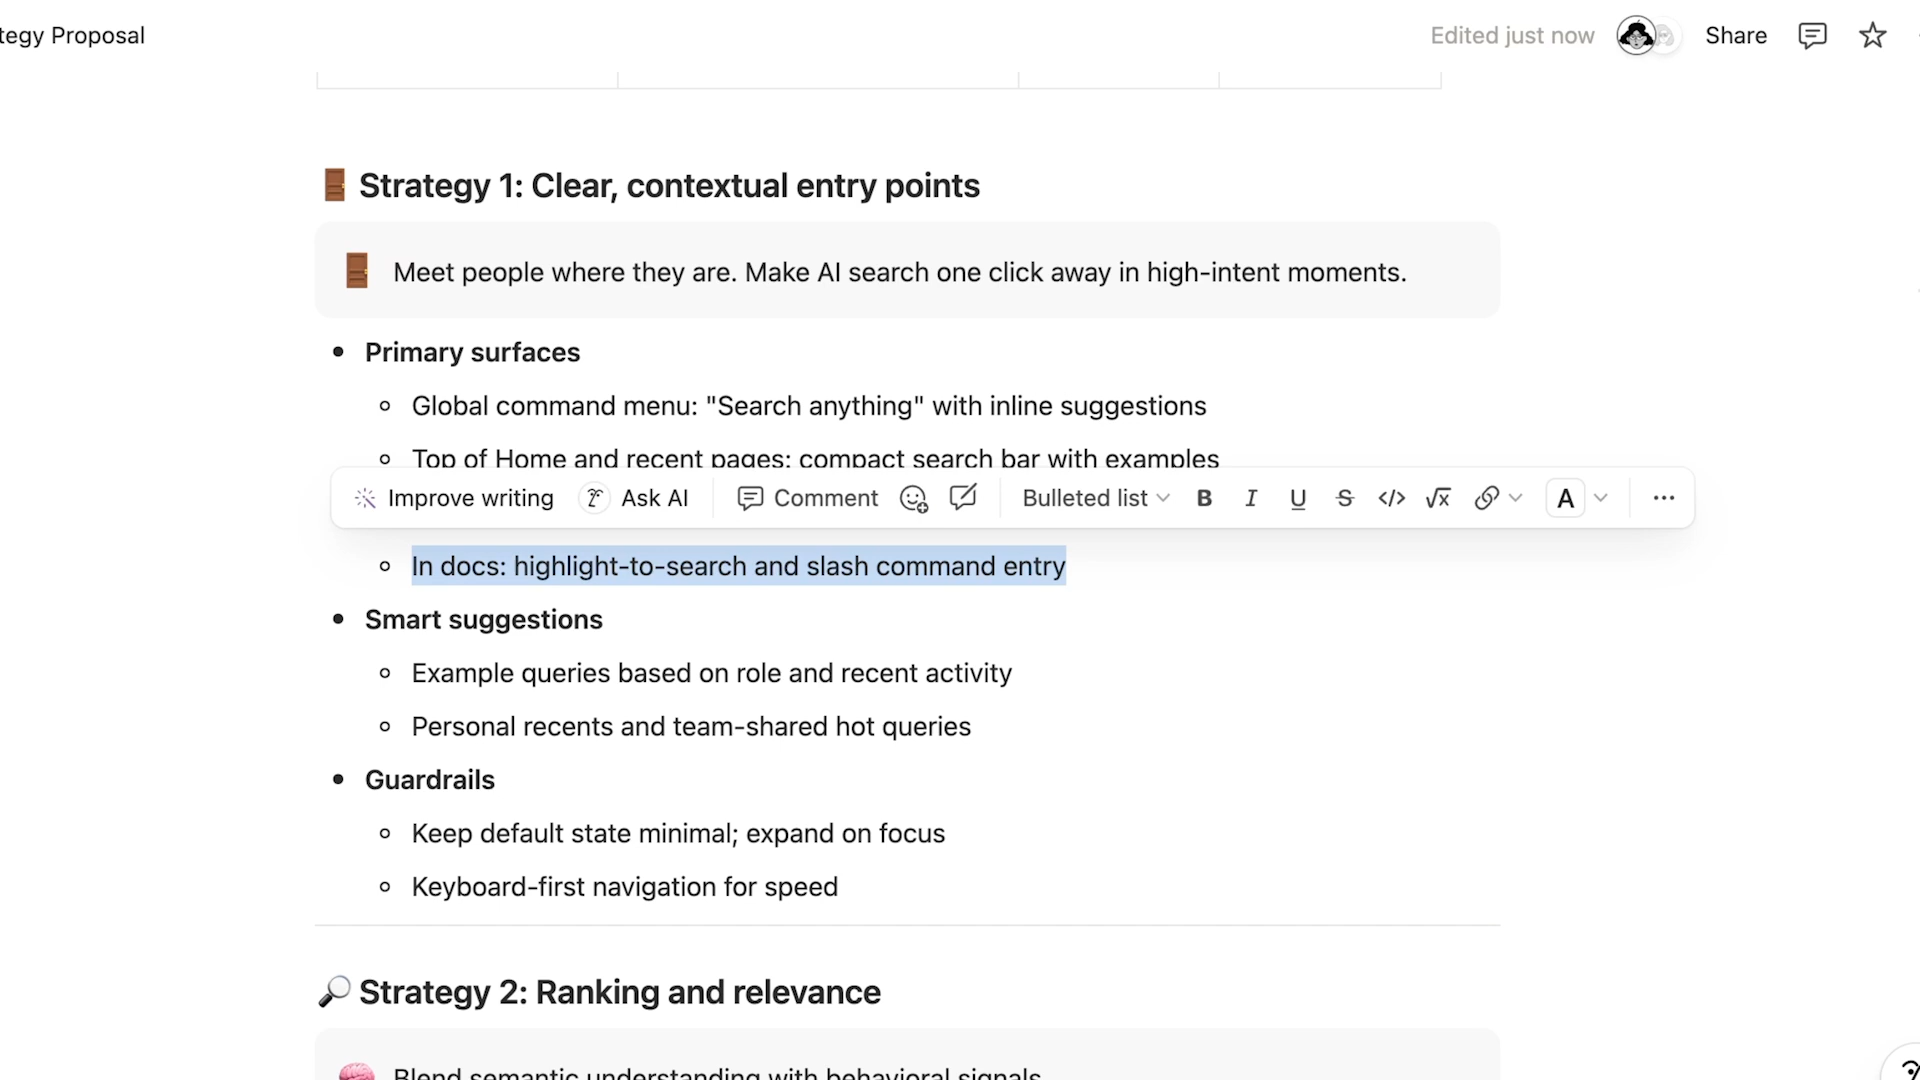 tegy Proposal
Edited just now
Share
Strategy 1: Clear, contextual entry points
Meet people where they are. Make AI search one click away in high-intent moments.
Primary surfaces
Global command menu: "Search anything" with inline suggestions
Top of Home and recent pages: compact search bar with examples
Improve writing Ask AI Comment Bulleted list B I U S </> √x A
In docs: highlight-to-search and slash command entry
Smart suggestions
Example queries based on role and recent activity
Personal recents and team-shared hot queries
Guardrails
Keep default state minimal; expand on focus
Keyboard-first navigation for speed
Strategy 2: Ranking and relevance
Blend semantic understanding with behavioral signals